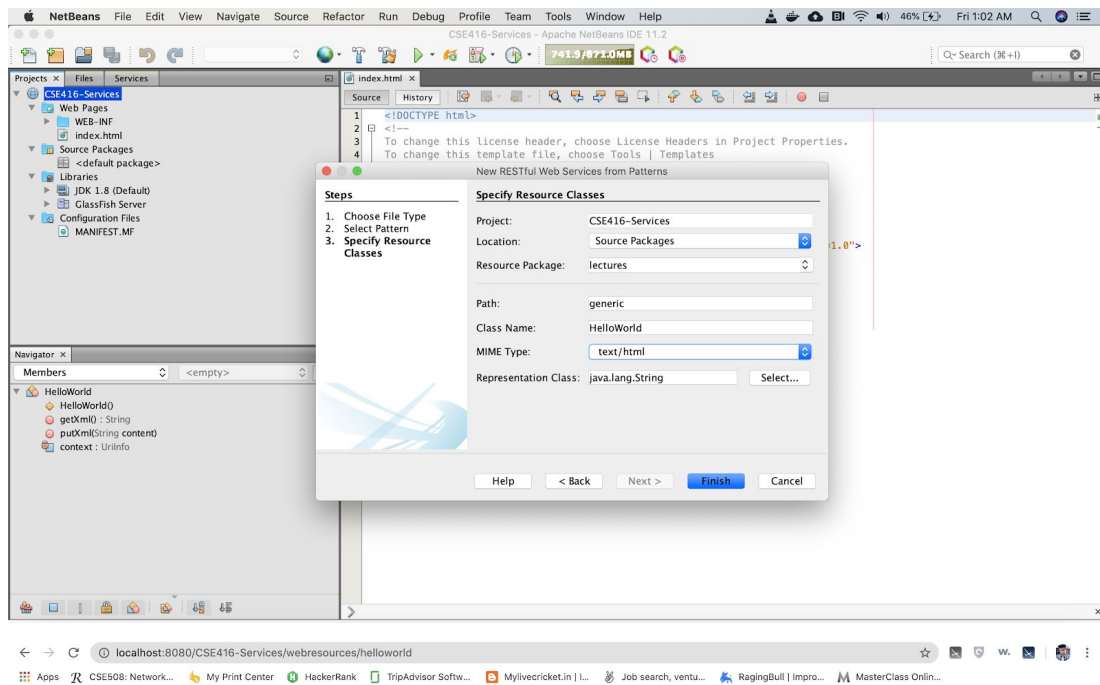 NetBeans File Edit View Navigate Source Refactor Run Debug Profile Team Tools Window Help 46% Fri 1:02 AM
CSE416-Services - Apache NetBeans IDE 11.2
741.9/871.0MB Search (⌘+I)
Projects Files Services index.html
CSE416-Services
Source History
Web Pages
WEB-INF
index.html
Source Packages
<default package>
Libraries
JDK 1.8 (Default)
GlassFish Server
Configuration Files
MANIFEST.MF
1 <!DOCTYPE html>
2 <!--
3 To change this license header, choose License Headers in Project Properties.
4 To change this template file, choose Tools | Templates
=1.0">
New RESTful Web Services from Patterns
Steps
1. Choose File Type
2. Select Pattern
3. Specify Resource Classes
Specify Resource Classes
Project: CSE416-Services
Location: Source Packages
Resource Package: lectures
Path: generic
Class Name: HelloWorld
MIME Type: text/html
Representation Class: java.lang.String Select...
Help < Back Next > Finish Cancel
Navigator
Members <empty>
HelloWorld
HelloWorld()
getXml() : String
putXml(String content)
context : UriInfo
localhost:8080/CSE416-Services/webresources/helloworld
Apps CSE508: Network... My Print Center HackerRank TripAdvisor Softw... Mylivecricket.in | l... Job search, ventu... RagingBull | Impro... MasterClass Onlin...